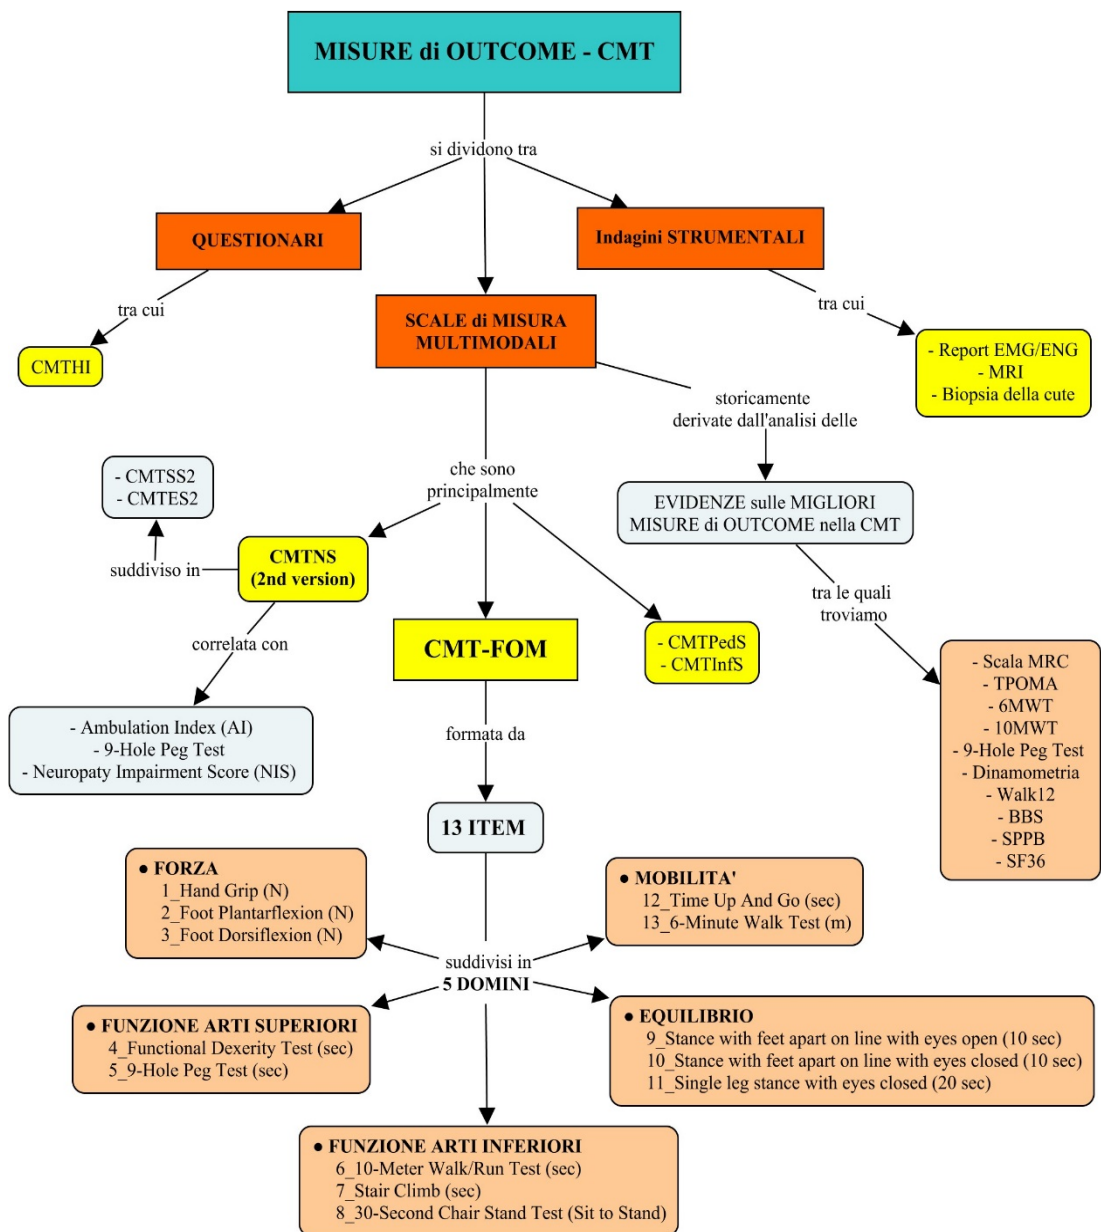 MISURE di OUTCOME - CMT
si dividono tra
QUESTIONARI
Indagini STRUMENTALI
tra cui
CMTHI
SCALE di MISURA
MULTIMODALI
tra cui
- Report EMG/ENG
- MRI
- Biopsia della cute
storicamente
derivate dall'analisi delle
EVIDENZE sulle MIGLIORI
MISURE di OUTCOME nella CMT
tra le quali
troviamo
- Scala MRC
- TPOMA
- 6MWT
- 10MWT
- 9-Hole Peg Test
- Dinamometria
- Walk12
- BBS
- SPPB
- SF36
che sono
principalmente
CMTNS
(2nd version)
suddiviso in
- CMTSS2
- CMTES2
correlata con
- Ambulation Index (AI)
- 9-Hole Peg Test
- Neuropaty Impairment Score (NIS)
CMT-FOM
- CMTPedS
- CMTInfS
formata da
13 ITEM
suddivisi in
5 DOMINI
● FORZA
1_Hand Grip (N)
2_Foot Plantarflexion (N)
3_Foot Dorsiflexion (N)
● MOBILITA'
12_Time Up And Go (sec)
13_6-Minute Walk Test (m)
● FUNZIONE ARTI SUPERIORI
4_Functional Dexerity Test (sec)
5_9-Hole Peg Test (sec)
● EQUILIBRIO
9_Stance with feet apart on line with eyes open (10 sec)
10_Stance with feet apart on line with eyes closed (10 sec)
11_Single leg stance with eyes closed (20 sec)
● FUNZIONE ARTI INFERIORI
6_10-Meter Walk/Run Test (sec)
7_Stair Climb (sec)
8_30-Second Chair Stand Test (Sit to Stand)